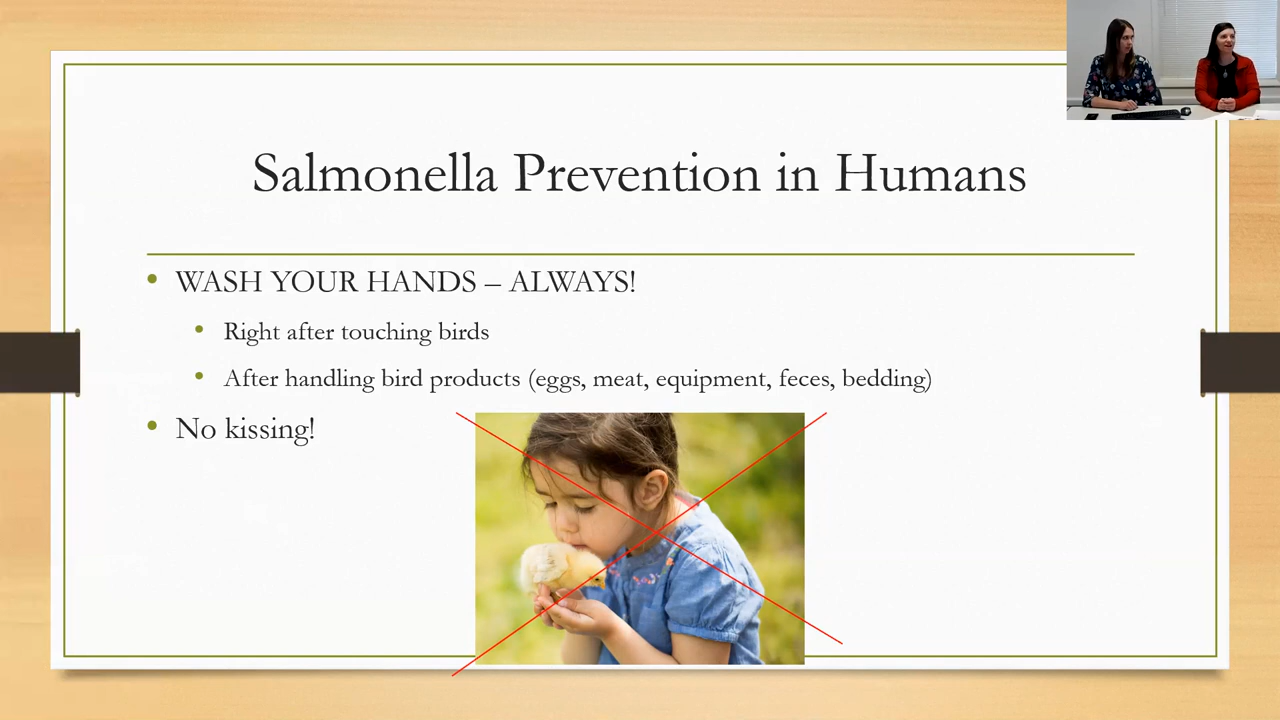 Salmonella Prevention in Humans
WASH YOUR HANDS – ALWAYS!
Right after touching birds
After handling bird products (eggs, meat, equipment, feces, bedding)
No kissing!